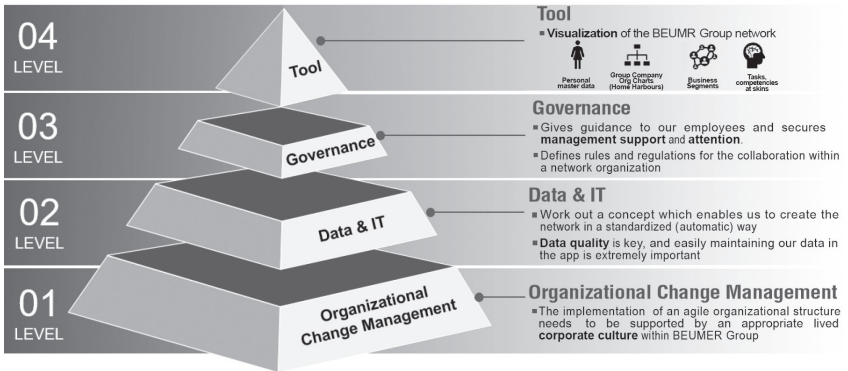 04
LEVEL
Tool
Tool
▪ Visualization of the BEUMR Group network
Personal
master data
Group Company
Org Charts
(Home Harbours)
Business
Segments
Tasks,
competencies
at skins
03
LEVEL
Governance
Governance
▪ Gives guidance to our employees and secures
management support and attention.
▪ Defines rules and regulations for the collaboration within
a network organization
02
LEVEL
Data & IT
Data & IT
▪ Work out a concept which enables us to create the
network in a standardized (automatic) way
▪ Data quality is key, and easily maintaining our data in
the app is extremely important
01
LEVEL
Organizational
Change Management
Organizational Change Management
▪ The implementation of an agile organizational structure
needs to be supported by an appropriate lived
corporate culture within BEUMER Group